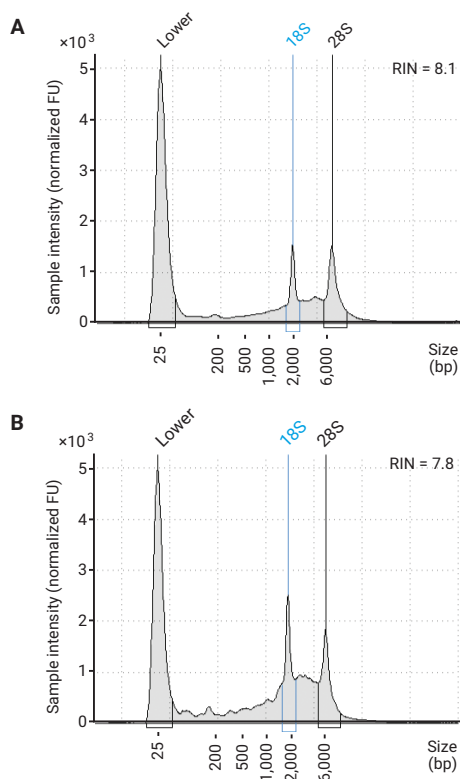 A
×10³
Lower
18S
28S
RIN = 8.1
Sample intensity (normalized FU)
5
4
3
2
1
0
25
200
500
1,000
2,000
6,000
Size
(bp)
B
×10³
Lower
18S
28S
RIN = 7.8
Sample intensity (normalized FU)
5
4
3
2
1
0
25
200
500
1,000
2,000
6,000
Size
(bp)